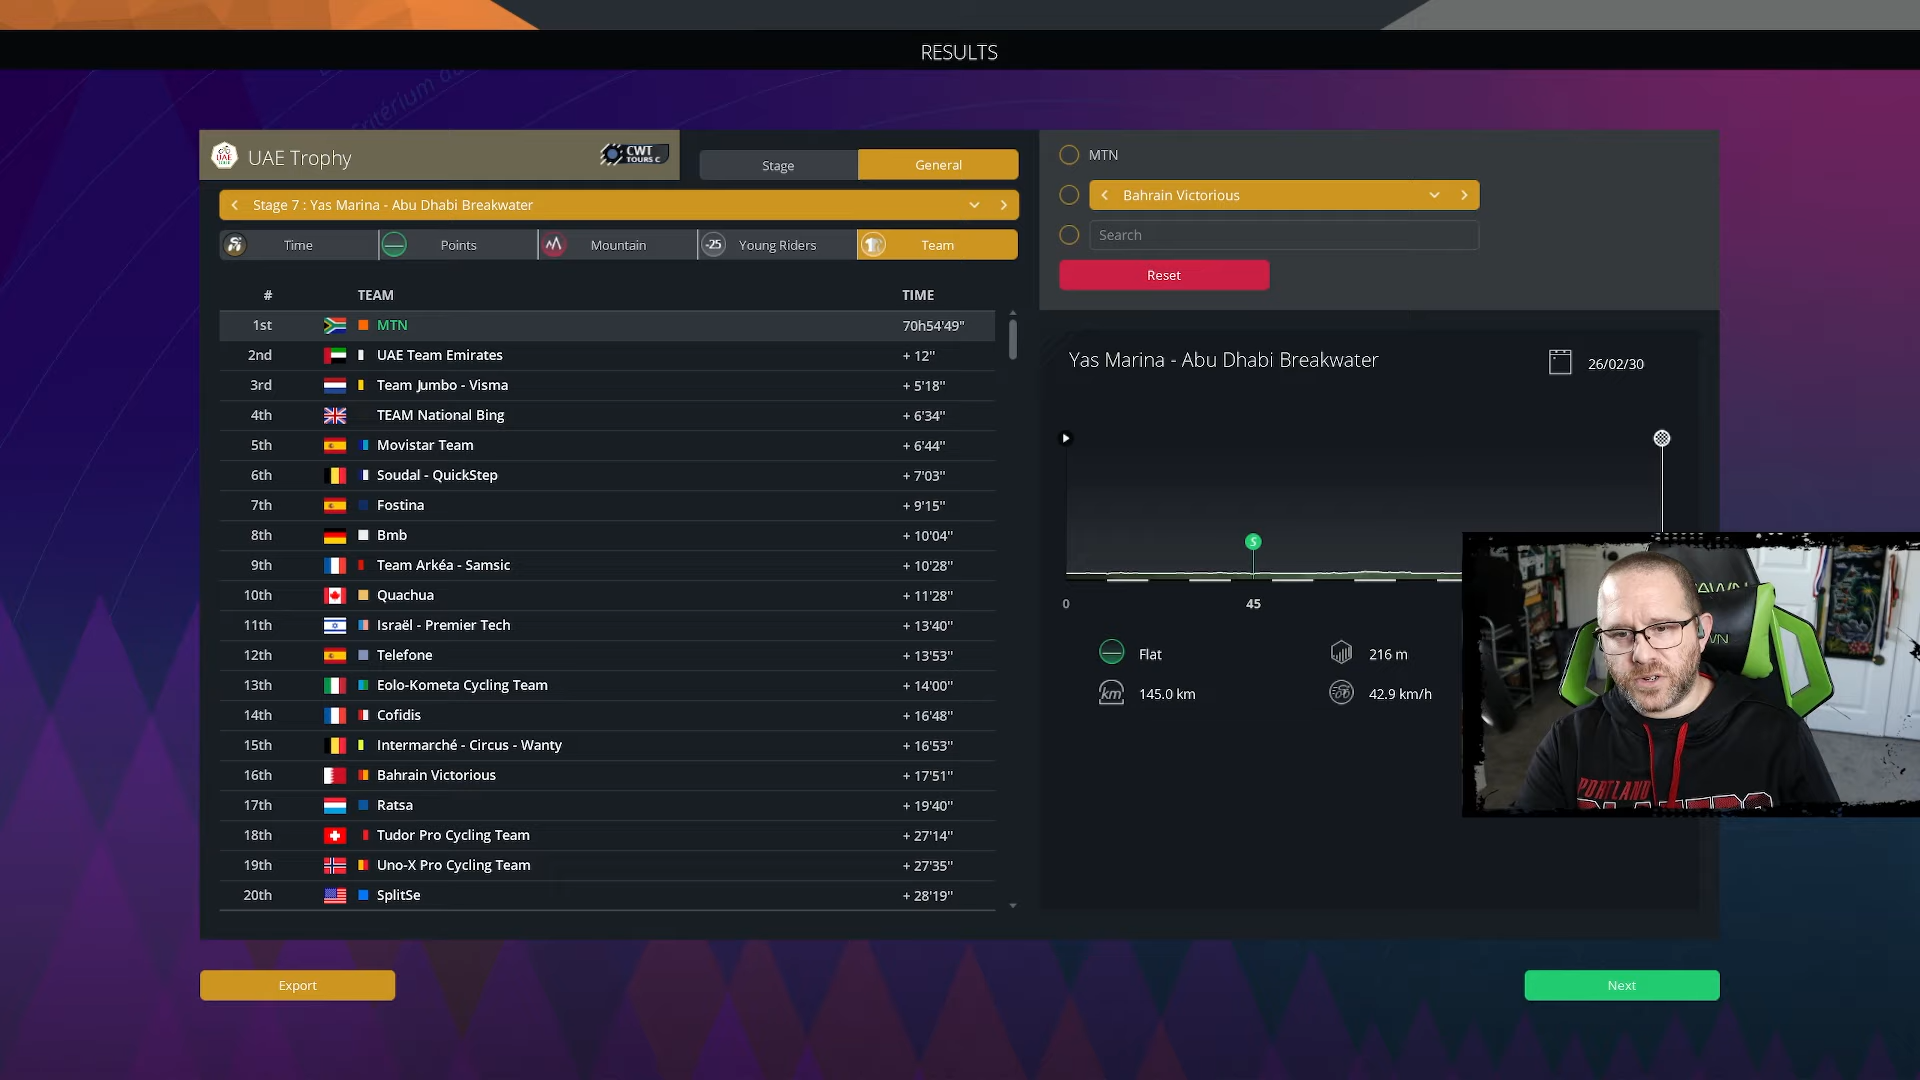 RESULTS
UAE Trophy
CWT
TOURS C
Stage
General
Stage 7 : Yas Marina - Abu Dhabi Breakwater
Time
Points
-25
Mountain
Young Riders
Team
# TEAM TIME
1st MTN 70h54'49"
2nd UAE Team Emirates + 12"
3rd Team Jumbo - Visma + 5'18"
4th TEAM National Bing + 6'34"
5th Movistar Team + 6'44"
6th Soudal - QuickStep + 7'03"
7th Fostina + 9'15"
8th Bmb + 10'04"
9th Team Arkéa - Samsic + 10'28"
10th Quachua + 11'28"
11th Israël - Premier Tech + 13'40"
12th Telefone + 13'53"
13th Eolo-Kometa Cycling Team + 14'00"
14th Cofidis + 16'48"
15th Intermarché - Circus - Wanty + 16'53"
16th Bahrain Victorious + 17'51"
17th Ratsa + 19'40"
18th Tudor Pro Cycling Team + 27'14"
19th Uno-X Pro Cycling Team + 27'35"
20th SplitSe + 28'19"
MTN
Bahrain Victorious
Search
Reset
Yas Marina - Abu Dhabi Breakwater
26/02/30
S
0
45
Flat
216 m
km 145.0 km
42.9 km/h
PORTLAND
Export
Next